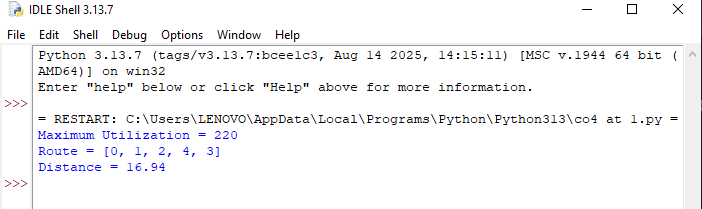 IDLE Shell 3.13.7
File Edit Shell Debug Options Window Help
Python 3.13.7 (tags/v3.13.7:bcee1c3, Aug 14 2025, 14:15:11) [MSC v.1944 64 bit (
AMD64)] on win32
Enter "help" below or click "Help" above for more information.
>>>
= RESTART: C:\Users\LENOVO\AppData\Local\Programs\Python\Python313\co4 at 1.py =
Maximum Utilization = 220
Route = [0, 1, 2, 4, 3]
Distance = 16.94
>>>